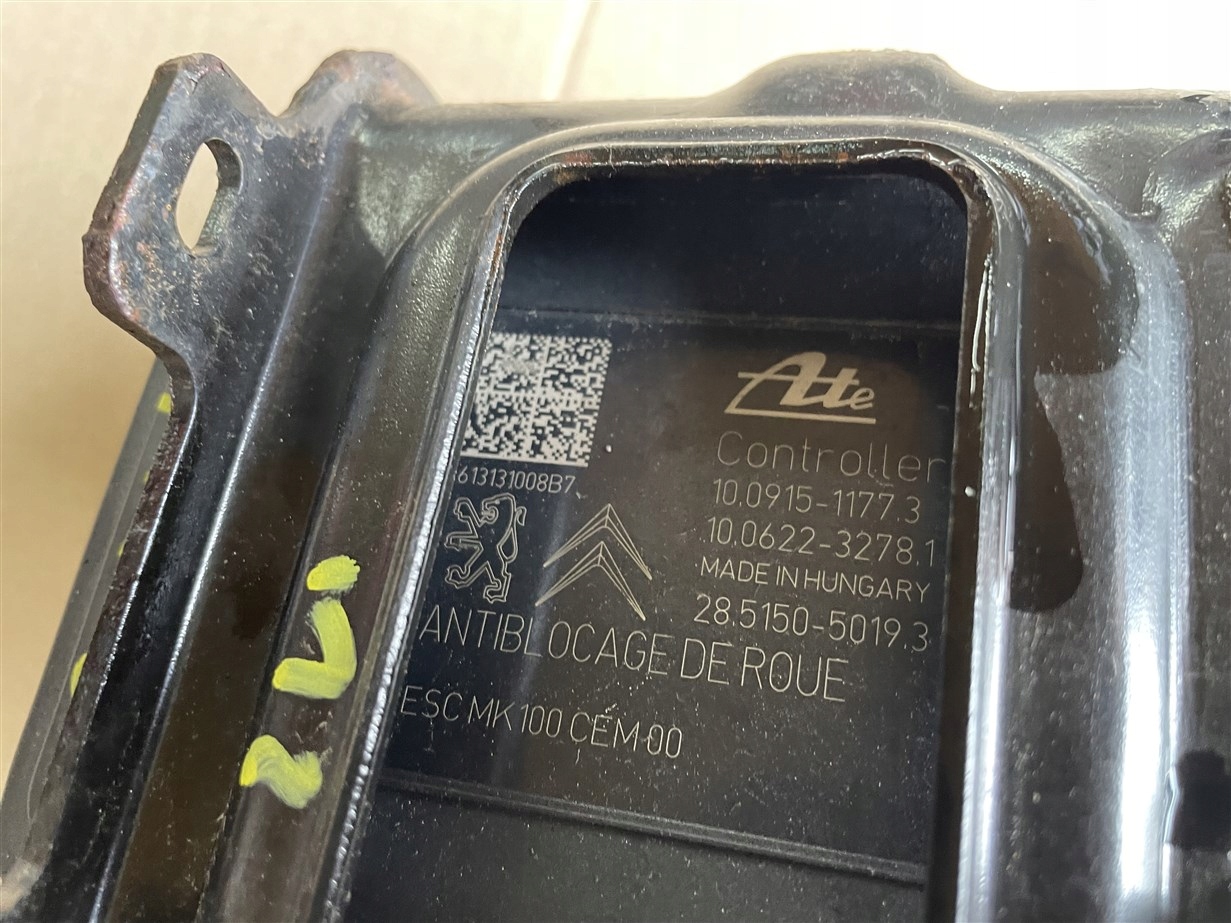 Ate
Controller
10.0915-1177.3
10.0622-3278.1
MADE IN HUNGARY
28.5150-5019.3
613131008B7
ANTIBLOCAGE DE ROUE
ESC MK 100 CEM 00